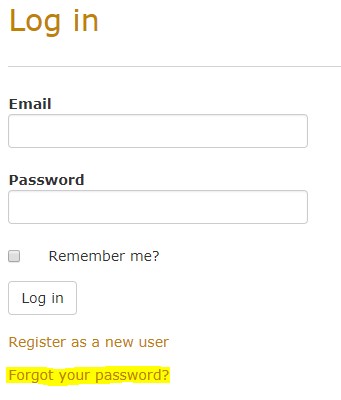 Log in
Email
Password
Remember me?
Log in
Register as a new user
Forgot your password?